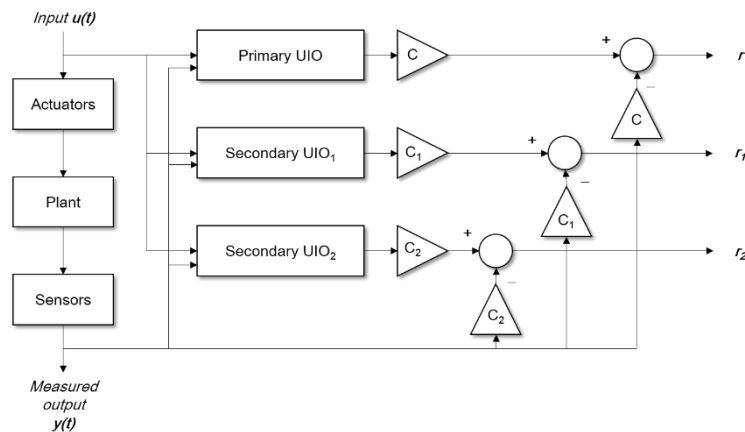 Input u(t)
Actuators
Plant
Sensors
Measured
output
y(t)
Primary UIO
C
+
−
C
r
Secondary UIO₁
C₁
+
−
C₁
r₁
Secondary UIO₂
C₂
+
−
C₂
r₂